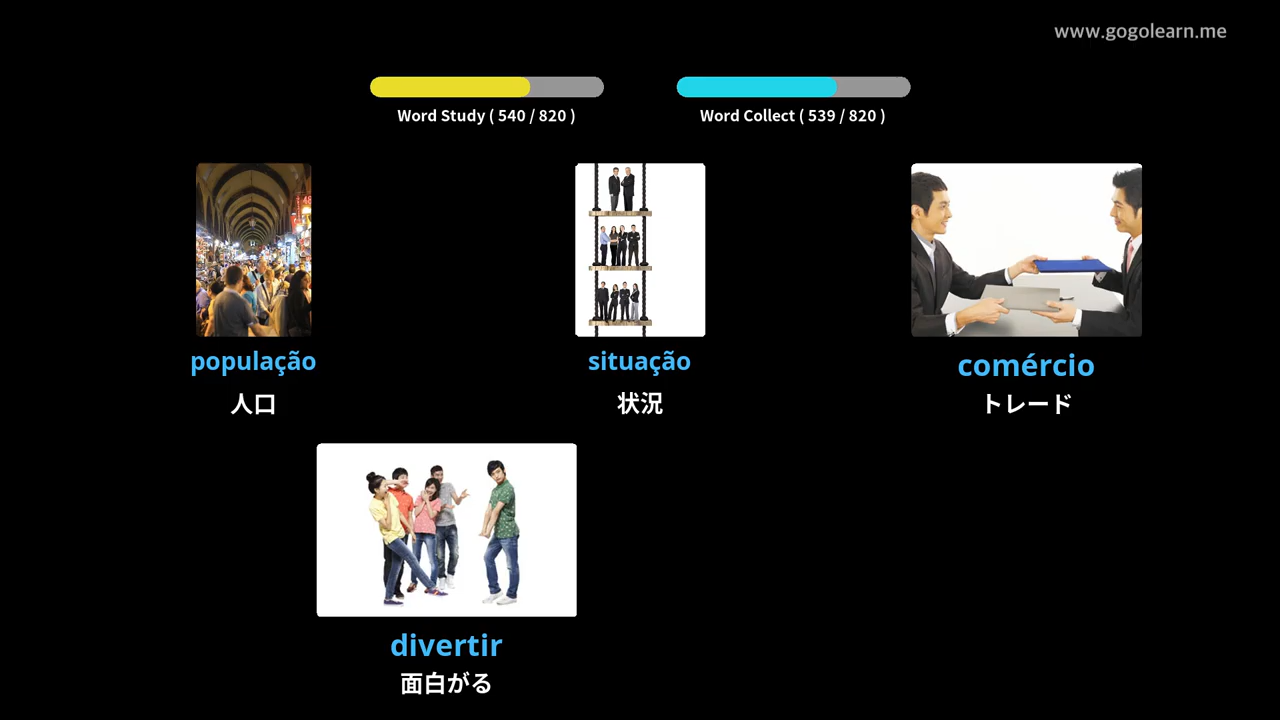 www.gogolearn.me
Word Study ( 540 / 820 )
Word Collect ( 539 / 820 )
população
situação
comércio
人口
状況
トレード
divertir
面白がる